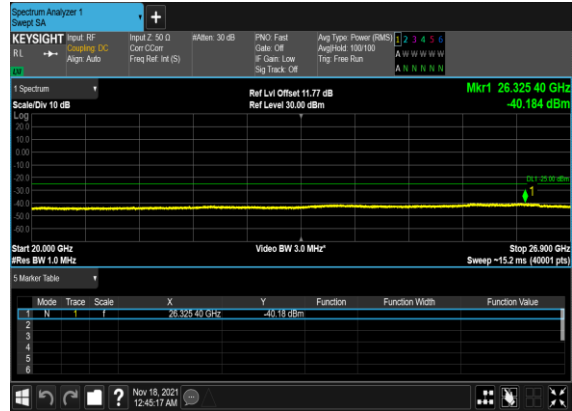 Spectrum Analyzer 1
Swept SA
+
KEYSIGHT Input: RF Input Z: 50 Ω #Atten: 30 dB PNO: Fast Avg Type: Power (RMS) 1 2 3 4 5 6
RL Coupling: DC Corr CCorr Gate: Off Avg|Hold: 100/100 A W W W W W
Align: Auto Freq Ref: Int (S) IF Gain: Low Trig: Free Run
Sig Track: Off A N N N N N
1 Spectrum Ref Lvl Offset 11.77 dB Mkr1 26.325 40 GHz
Scale/Div 10 dB Ref Level 30.00 dBm -40.184 dBm
Log
20.0
10.0
0.00
-10.0
-20.0
DL1 -25.00 dBm
-30.0
1
-40.0
-50.0
-60.0
Start 20.000 GHz Video BW 3.0 MHz* Stop 26.900 GHz
#Res BW 1.0 MHz Sweep ~15.2 ms (40001 pts)
5 Marker Table
Mode Trace Scale X Y Function Function Width Function Value
1 N 1 f 26.325 40 GHz -40.18 dBm
2
3
4
5
6
? Nov 18, 2021
12:45:17 AM